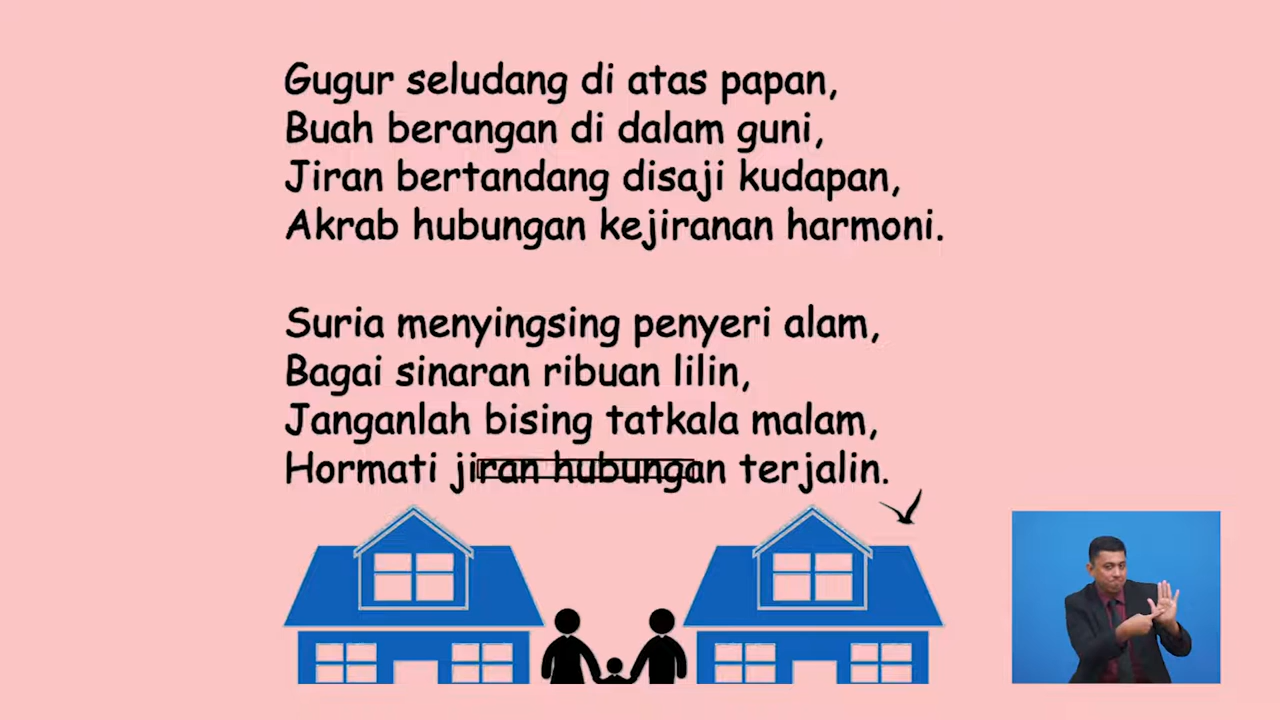 Gugur seludang di atas papan,
Buah berangan di dalam guni,
Jiran bertandang disaji kudapan,
Akrab hubungan kejiranan harmoni.
Suria menyingsing penyeri alam,
Bagai sinaran ribuan lilin,
Janganlah bising tatkala malam,
Hormati jiran hubungan terjalin.